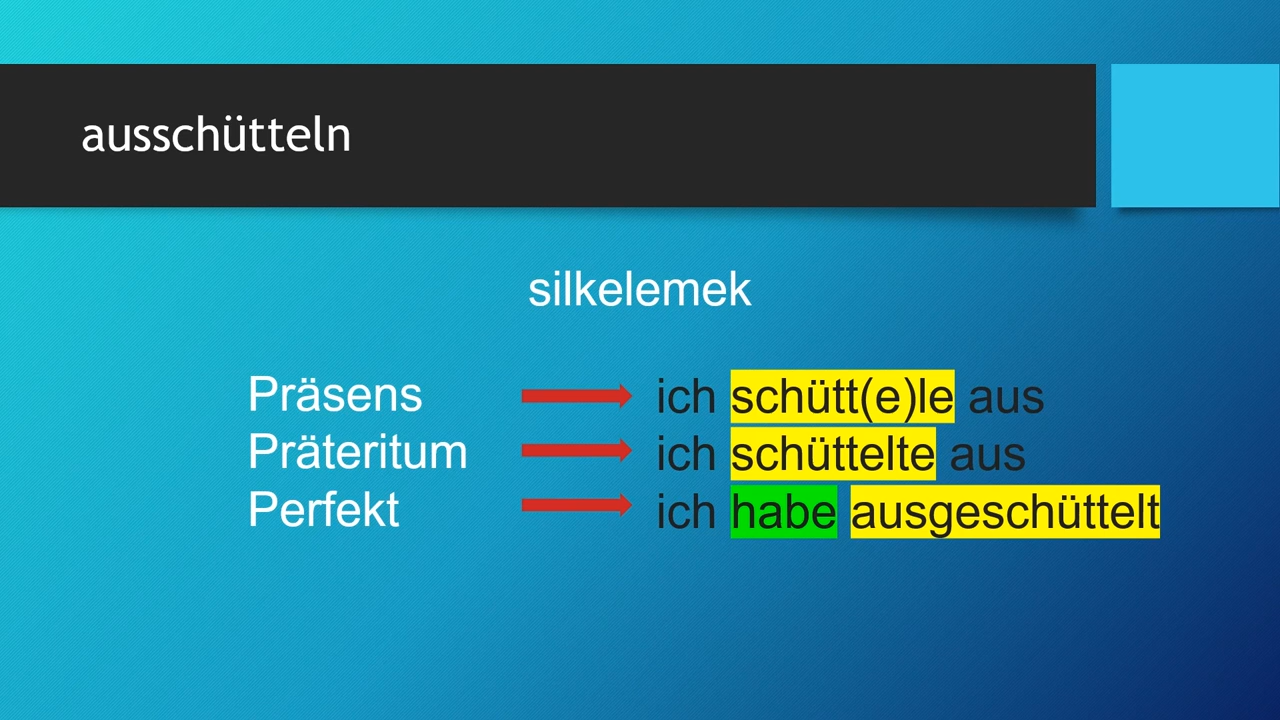 ausschütteln
silkelemek
Präsens ich schütt(e)le aus
Präteritum ich schüttelte aus
Perfekt ich habe ausgeschüttelt